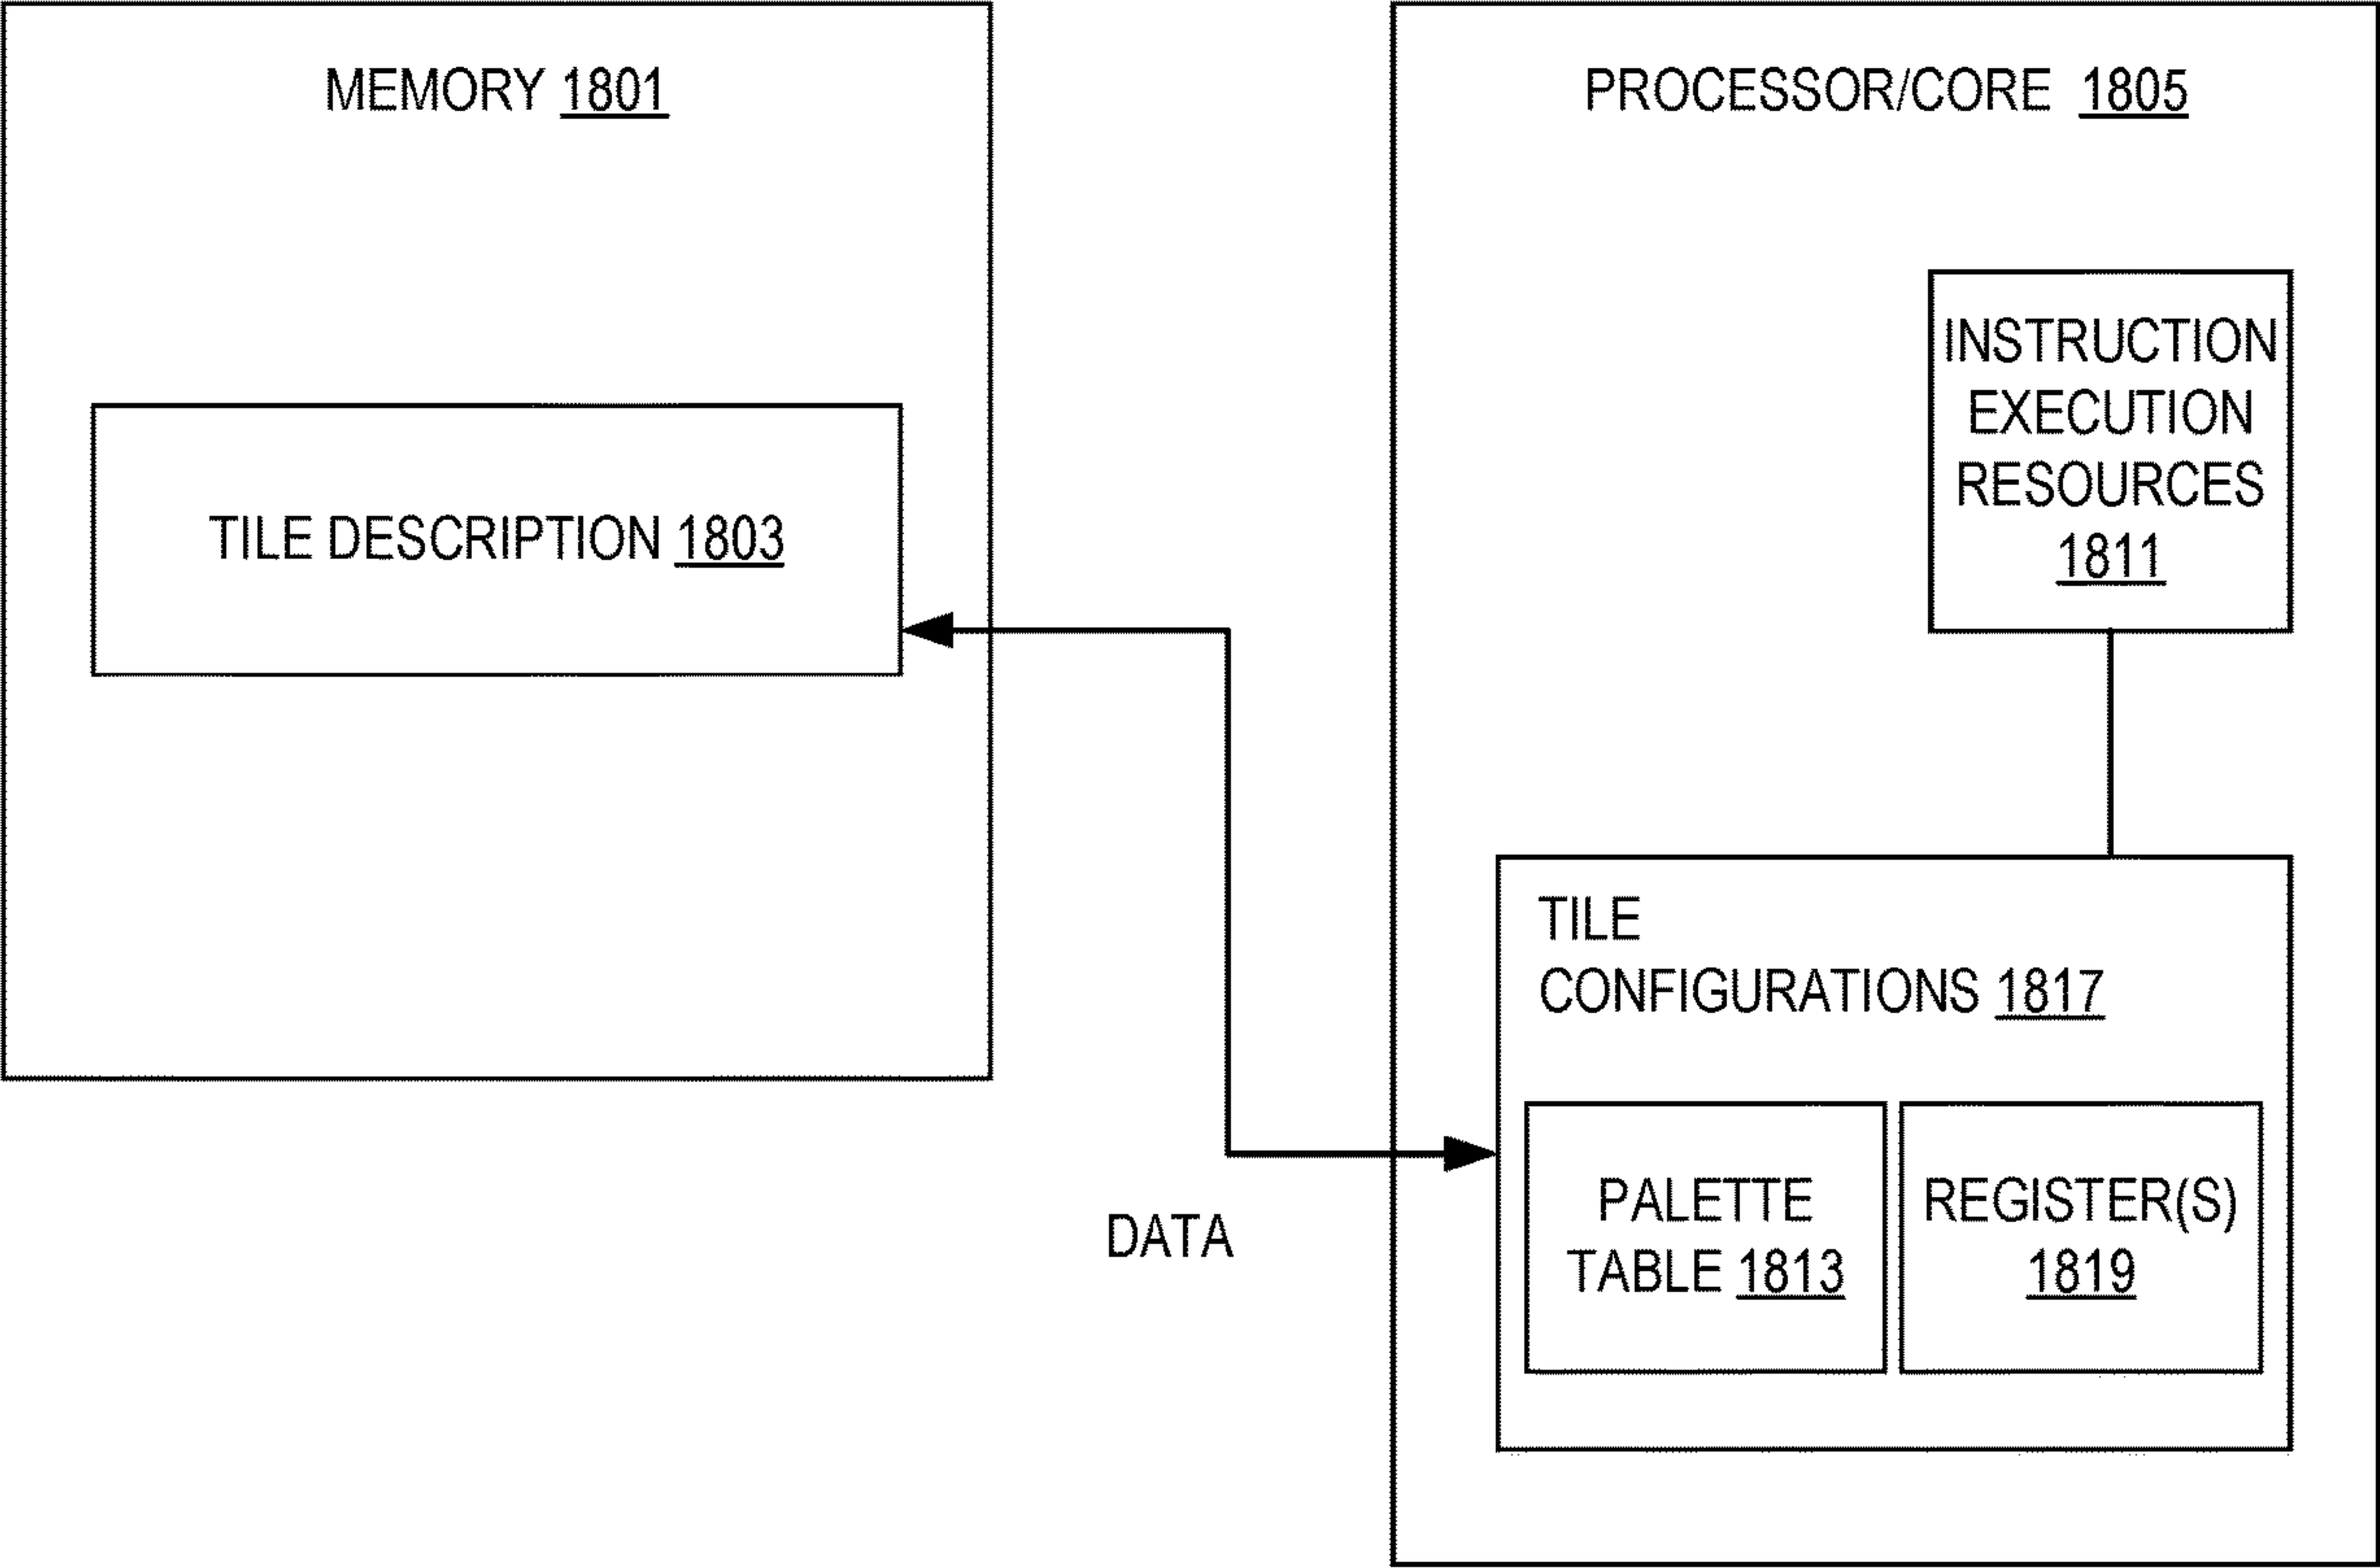 MEMORY 1801
TILE DESCRIPTION 1803
DATA
PROCESSOR/CORE 1805
INSTRUCTION
EXECUTION
RESOURCES
1811
TILE
CONFIGURATIONS 1817
PALETTE
TABLE 1813
REGISTER(S)
1819